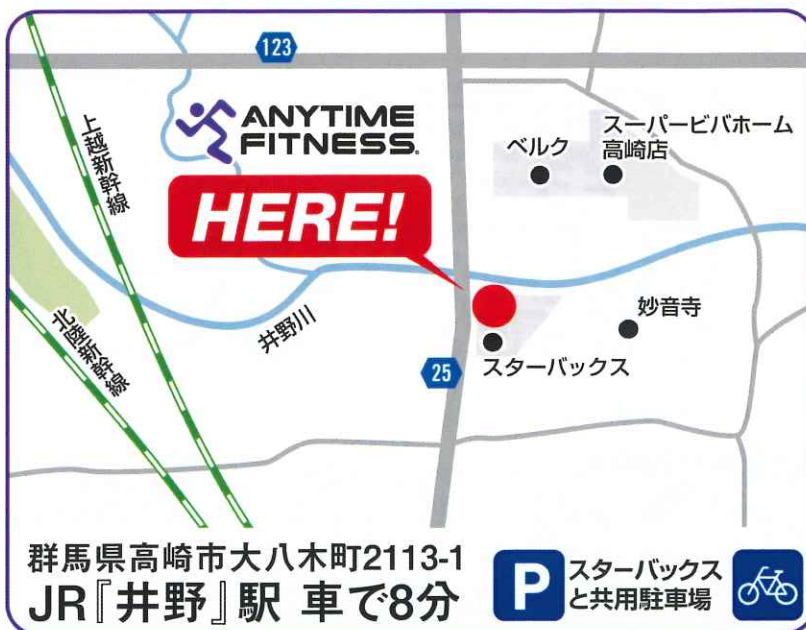 123
上越新幹線
ANYTIME
FITNESS.
HERE!
ベルク
スーパービバホーム
高崎店
北陸新幹線
井野川
妙音寺
スターバックス
25
群馬県高崎市大八木町2113-1
JR『井野』駅 車で8分
P
スターバックス
と共用駐車場